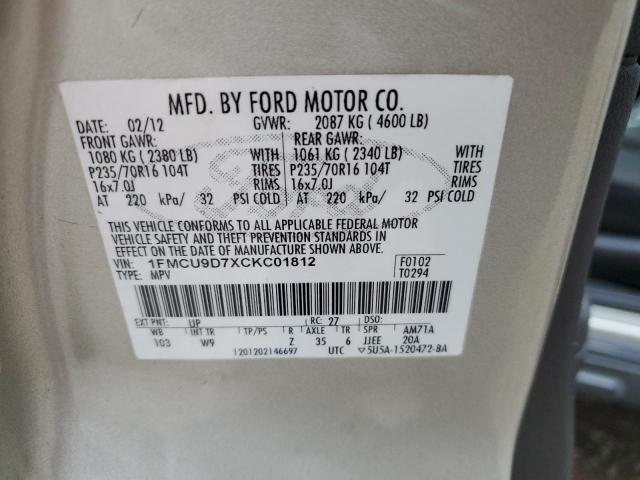 MFD. BY FORD MOTOR CO.
DATE: 02/12 GVWR: 2087 KG ( 4600 LB)
FRONT GAWR: REAR GAWR:
1080 KG ( 2380 LB) WITH 1061 KG ( 2340 LB) WITH
P235/70R16 104T TIRES P235/70R16 104T TIRES
16x7.0J RIMS 16x7.0J RIMS
AT 220 kPa/ 32 PSI COLD AT 220 kPa/ 32 PSI COLD
THIS VEHICLE CONFORMS TO ALL APPLICABLE FEDERAL MOTOR
VEHICLE SAFETY AND THEFT PREVENTION STANDARDS IN
EFFECT ON THE DATE OF MANUFACTURE SHOWN ABOVE.
VIN: 1FMCU9D7XCKC01812 F0102
TYPE: MPV T0294
EXT PNT: UP RC: 27 DSO:
WB INT TR TP/PS R AXLE TR SPR AM71A
103 W9 Z 35 6 JJEE 20A
1201202146697 UTC 5U5A-1520472-BA
Ford